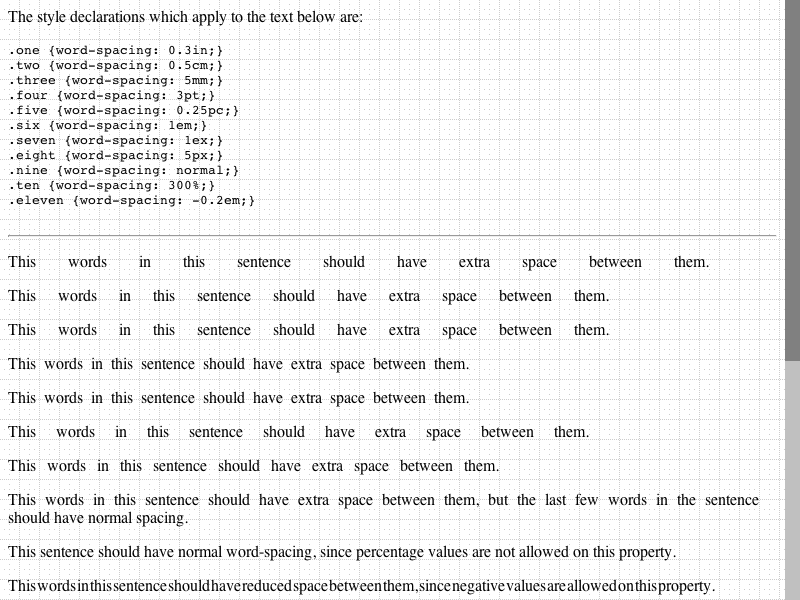 The style declarations which apply to the text below are:
.one {word-spacing: 0.3in;}
.two {word-spacing: 0.5cm;}
.three {word-spacing: 5mm;}
.four {word-spacing: 3pt;}
.five {word-spacing: 0.25pc;}
.six {word-spacing: 1em;}
.seven {word-spacing: 1ex;}
.eight {word-spacing: 5px;}
.nine {word-spacing: normal;}
.ten {word-spacing: 300%;}
.eleven {word-spacing: -0.2em;}
This words in this sentence should have extra space between them.
This words in this sentence should have extra space between them.
This words in this sentence should have extra space between them.
This words in this sentence should have extra space between them.
This words in this sentence should have extra space between them.
This words in this sentence should have extra space between them.
This words in this sentence should have extra space between them.
This words in this sentence should have extra space between them, but the last few words in the sentence
should have normal spacing.
This sentence should have normal word-spacing, since percentage values are not allowed on this property.
This words in this sentence should have reduced space between them, since negative values are allowed on this property.